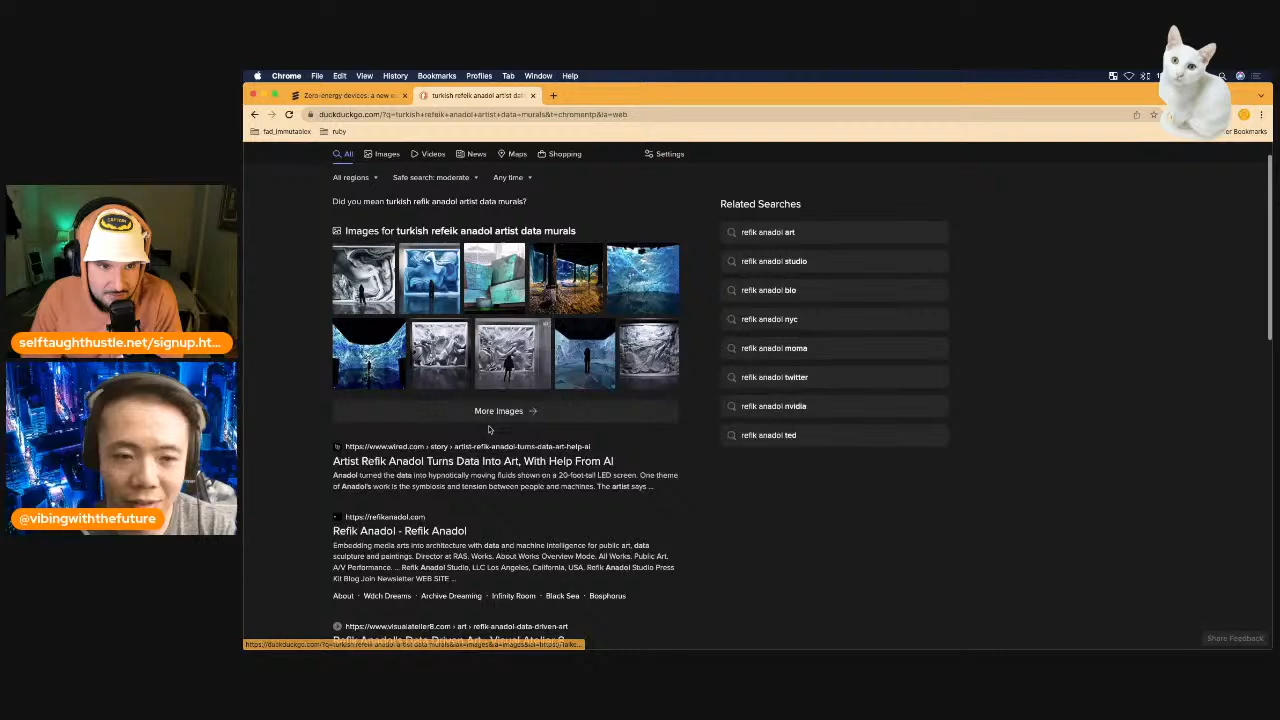 Chrome File Edit View History Bookmarks Profiles Tab Window Help
Zero-energy devices: a new
turkish refeik anadol artist dat
duckduckgo.com/?q=turkish+refeik+anadol+artist+data+murals&t=chromentp&ia=web
fad_immutablex ruby
Bookmarks
All Images Videos News Maps Shopping Settings
All regions Safe search: moderate Any time
Did you mean turkish refik anadol artist data murals?
Images for turkish refeik anadol artist data murals
More Images
https://www.wired.com › story › artist-refik-anadol-turns-data-art-help-ai
Artist Refik Anadol Turns Data Into Art, With Help From AI
Anadol turned the data into hypnotically moving fluids shown on a 20-foot-tall LED screen. One theme
of Anadol's work is the symbiosis and tension between people and machines. The artist says ...
https://refikanadol.com
Refik Anadol - Refik Anadol
Embedding media arts into architecture with data and machine intelligence for public art, data
sculpture and paintings. Director at RAS. Works. About Works Overview Mode. All Works. Public Art.
A/V Performance. ... Refik Anadol Studio, LLC Los Angeles, California, USA. Refik Anadol Studio Press
Kit Blog Join Newsletter WEB SITE ...
About · Wdch Dreams · Archive Dreaming · Infinity Room · Black Sea · Bosphorus
https://www.visualatelier8.com › art › refik-anadol-data-driven-art
Refik Anadol's Data Driven Art - Visual Atelier 8
Related Searches
refik anadol art
refik anadol studio
refik anadol bio
refik anadol nyc
refik anadol moma
refik anadol twitter
refik anadol nvidia
refik anadol ted
Share Feedback
selftaughthustle.net/signup.ht...
@vibingwiththefuture